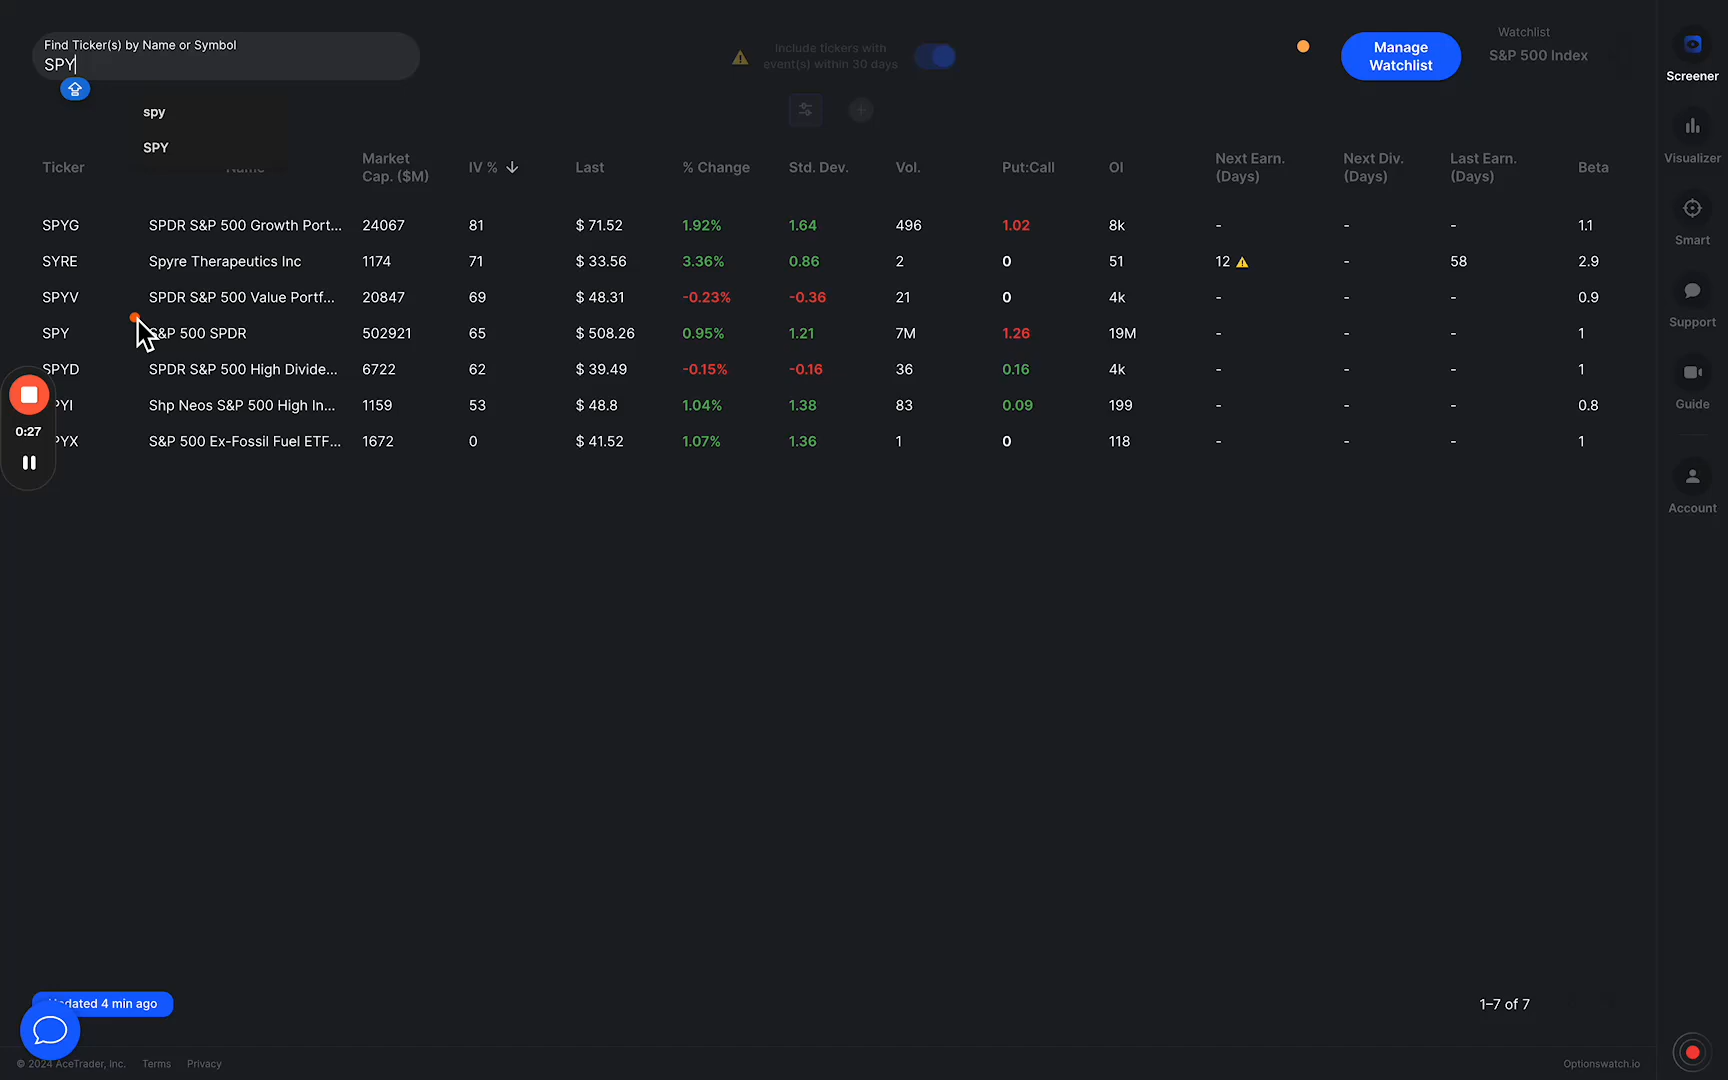 Find Ticker(s) by Name or Symbol
SPY
spy
SPY
Include tickers with
event(s) within 30 days
Manage
Watchlist
Watchlist
S&P 500 Index
Screener
Visualizer
Smart
Support
Guide
Account
Ticker Name Market Cap. ($M) IV % Last % Change Std. Dev. Vol. Put:Call OI Next Earn. (Days) Next Div. (Days) Last Earn. (Days) Beta
SPYG SPDR S&P 500 Growth Port... 24067 81 $ 71.52 1.92% 1.64 496 1.02 8k - - - 1.1
SYRE Spyre Therapeutics Inc 1174 71 $ 33.56 3.36% 0.86 2 0 51 12 - 58 2.9
SPYV SPDR S&P 500 Value Portf... 20847 69 $ 48.31 -0.23% -0.36 21 0 4k - - - 0.9
SPY S&P 500 SPDR 502921 65 $ 508.26 0.95% 1.21 7M 1.26 19M - - - 1
SPYD SPDR S&P 500 High Divide... 6722 62 $ 39.49 -0.15% -0.16 36 0.16 4k - - - 1
PYI Shp Neos S&P 500 High In... 1159 53 $ 48.8 1.04% 1.38 83 0.09 199 - - - 0.8
PYX S&P 500 Ex-Fossil Fuel ETF... 1672 0 $ 41.52 1.07% 1.36 1 0 118 - - - 1
0:27
Updated 4 min ago
1–7 of 7
© 2024 AceTrader, Inc. Terms Privacy
Optionswatch.io